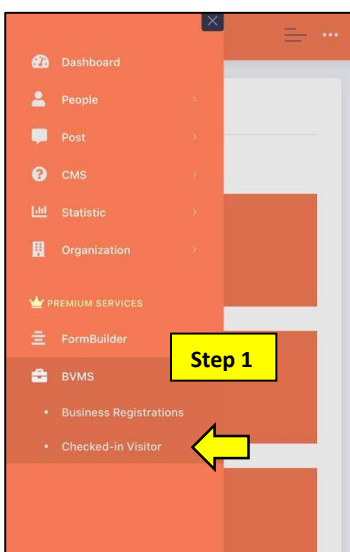 Dashboard
People
Post
CMS
Statistic
Organization
PREMIUM SERVICES
FormBuilder
Step 1
BVMS
• Business Registrations
• Checked-in Visitor